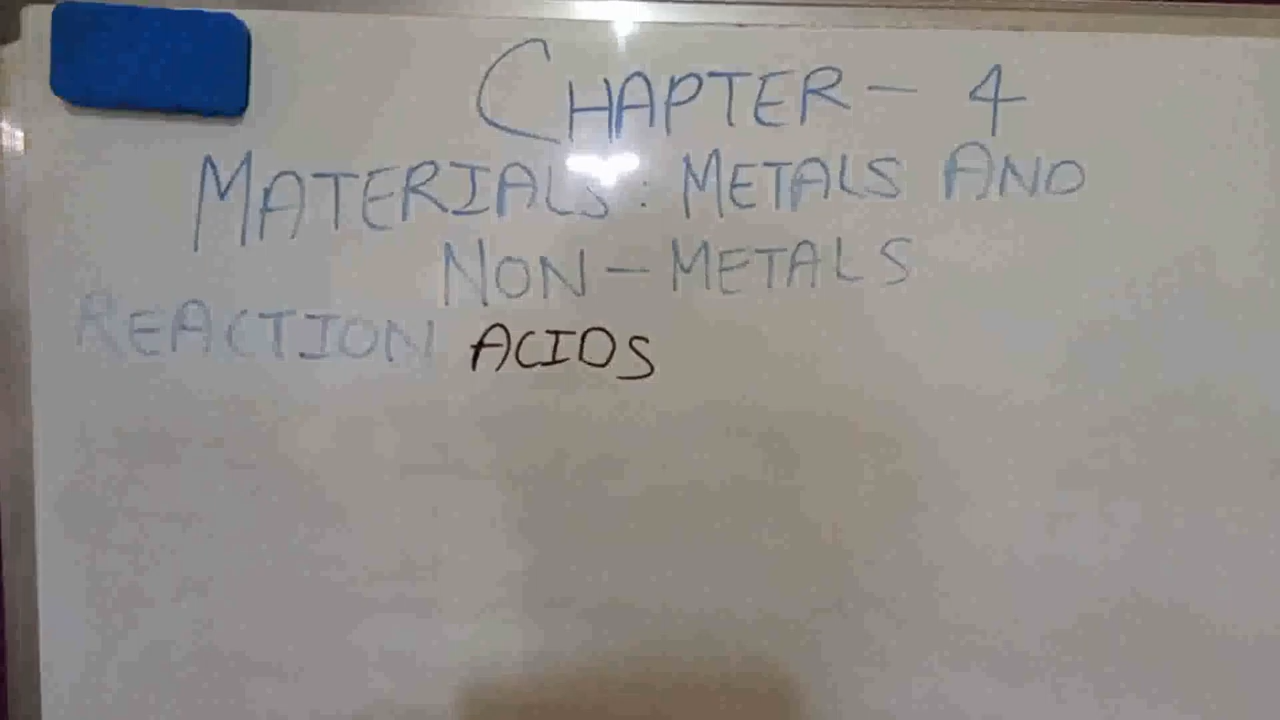 CHAPTER - 4
MATERIALS: METALS AND
NON-METALS
REACTION ACIDS